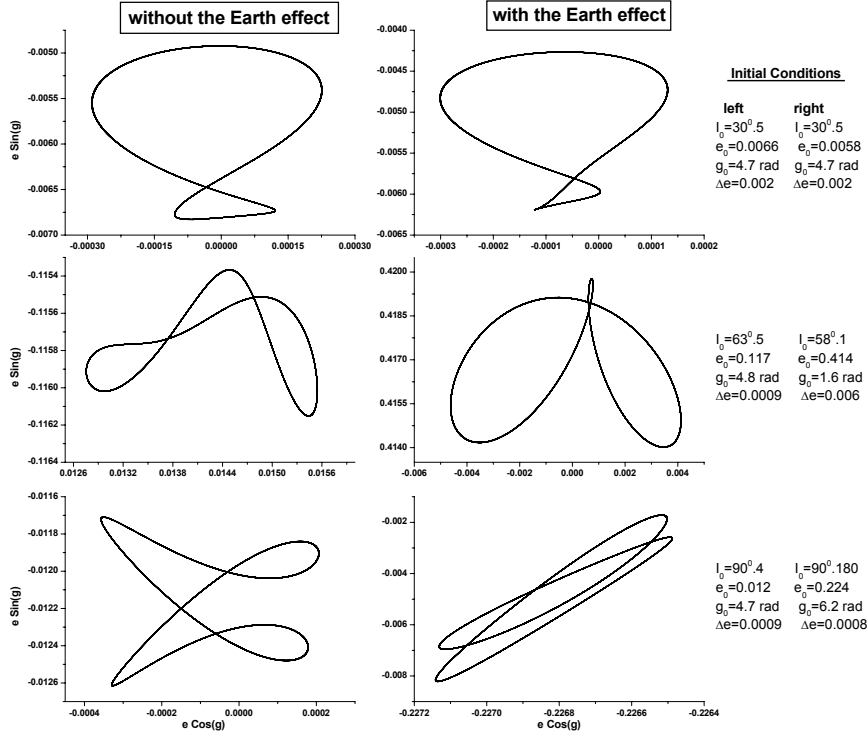 without the Earth effect
with the Earth effect
e Sin(g)
-0.0050
-0.0055
-0.0060
-0.0065
-0.0070
-0.00030 -0.00015 0.00000 0.00015 0.00030
-0.0040
-0.0045
-0.0050
-0.0055
-0.0060
-0.0065
-0.0003 -0.0002 -0.0001 0.0000 0.0001 0.0002
Initial Conditions
left right
I₀=30⁰.5 I₀=30⁰.5
e₀=0.0066 e₀=0.0058
g₀=4.7 rad g₀=4.7 rad
Δe=0.002 Δe=0.002
e Sin(g)
-0.1154
-0.1156
-0.1158
-0.1160
-0.1162
-0.1164
0.0126 0.0132 0.0138 0.0144 0.0150 0.0156
0.4200
0.4185
0.4170
0.4155
0.4140
-0.006 -0.004 -0.002 0.000 0.002 0.004
I₀=63⁰.5 I₀=58⁰.1
e₀=0.117 e₀=0.414
g₀=4.8 rad g₀=1.6 rad
Δe=0.0009 Δe=0.006
e Sin(g)
-0.0116
-0.0118
-0.0120
-0.0122
-0.0124
-0.0126
-0.0004 -0.0002 0.0000 0.0002
e Cos(g)
-0.002
-0.004
-0.006
-0.008
-0.2272 -0.2270 -0.2268 -0.2266 -0.2264
e Cos(g)
I₀=90⁰.4 I₀=90⁰.180
e₀=0.012 e₀=0.224
g₀=4.7 rad g₀=6.2 rad
Δe=0.0009 Δe=0.0008